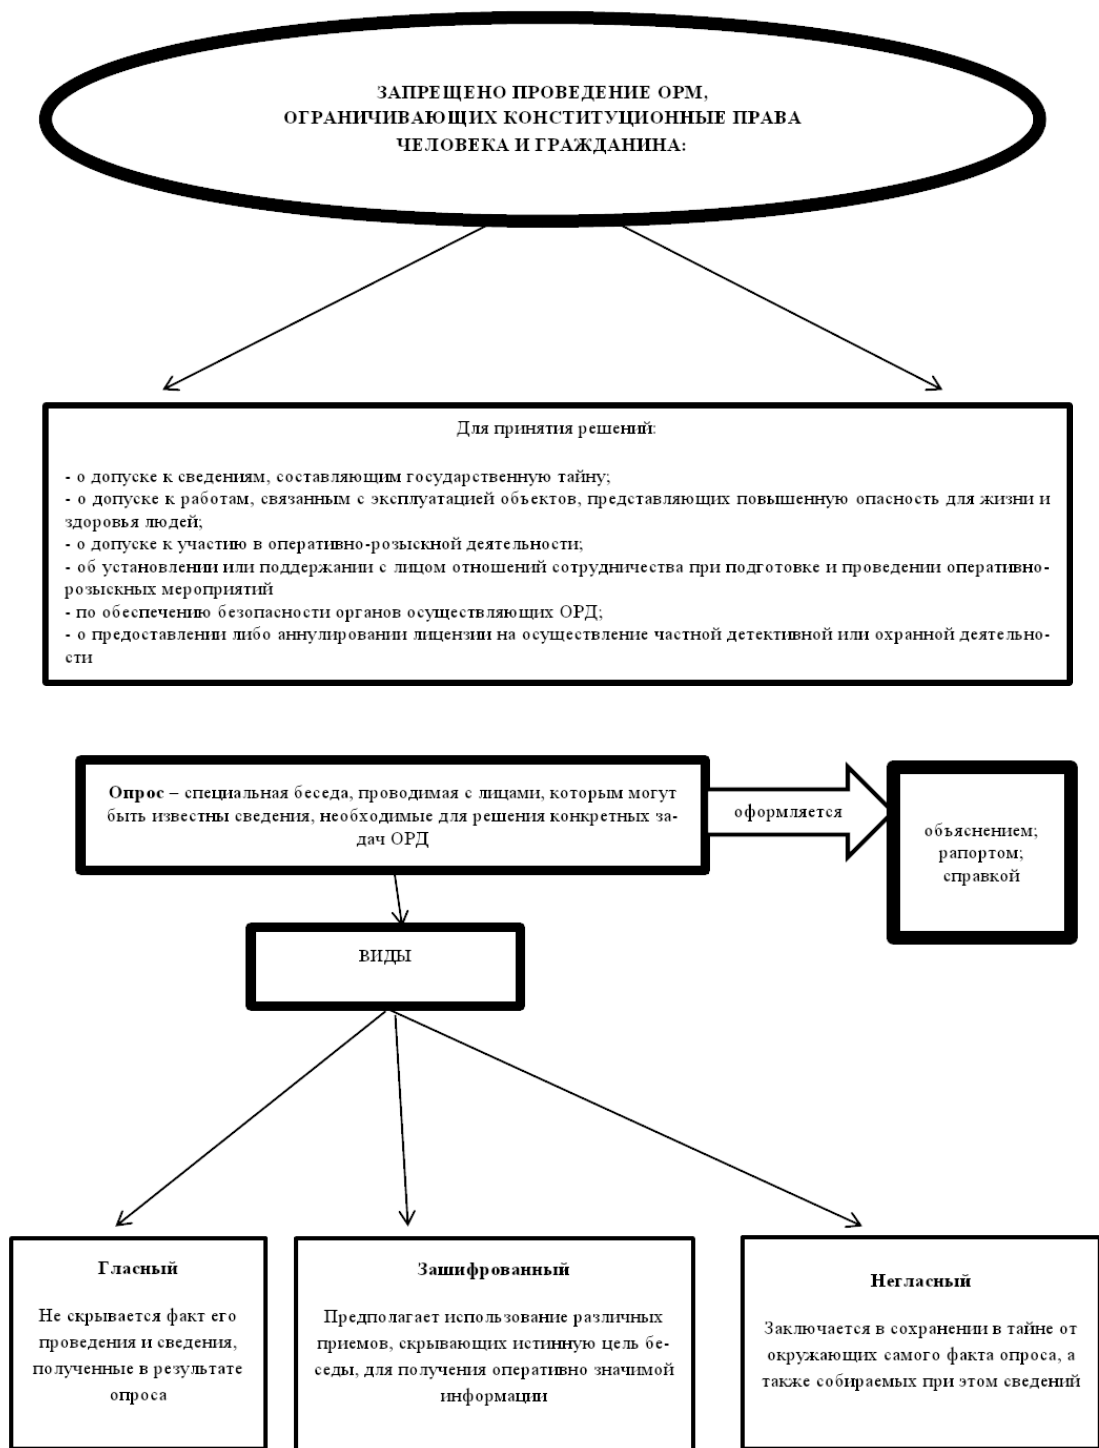 ЗАПРЕЩЕНО ПРОВЕДЕНИЕ ОРМ,
ОГРАНИЧИВАЮЩИХ КОНСТИТУЦИОННЫЕ ПРАВА
ЧЕЛОВЕКА И ГРАЖДАНИНА:
Для принятия решений:
- о допуске к сведениям, составляющим государственную тайну;
- о допуске к работам, связанным с эксплуатацией объектов, представляющих повышенную опасность для жизни и
здоровья людей;
- о допуске к участию в оперативно-розыскной деятельности;
- об установлении или поддержании с лицом отношений сотрудничества при подготовке и проведении оперативно-
розыскных мероприятий
- по обеспечению безопасности органов осуществляющих ОРД;
- о предоставлении либо аннулировании лицензии на осуществление частной детективной или охранной деятельно-
сти
Опрос – специальная беседа, проводимая с лицами, которым могут
быть известны сведения, необходимые для решения конкретных за-
дач ОРД
оформляется
объяснением;
рапортом;
справкой
ВИДЫ
Гласный
Не скрывается факт его
проведения и сведения,
полученные в результате
опроса
Зашифрованный
Предполагает использование различных
приемов, скрывающих истинную цель бе-
седы, для получения оперативно значимой
информации
Негласный
Заключается в сохранении в тайне от
окружающих самого факта опроса, а
также собираемых при этом сведений